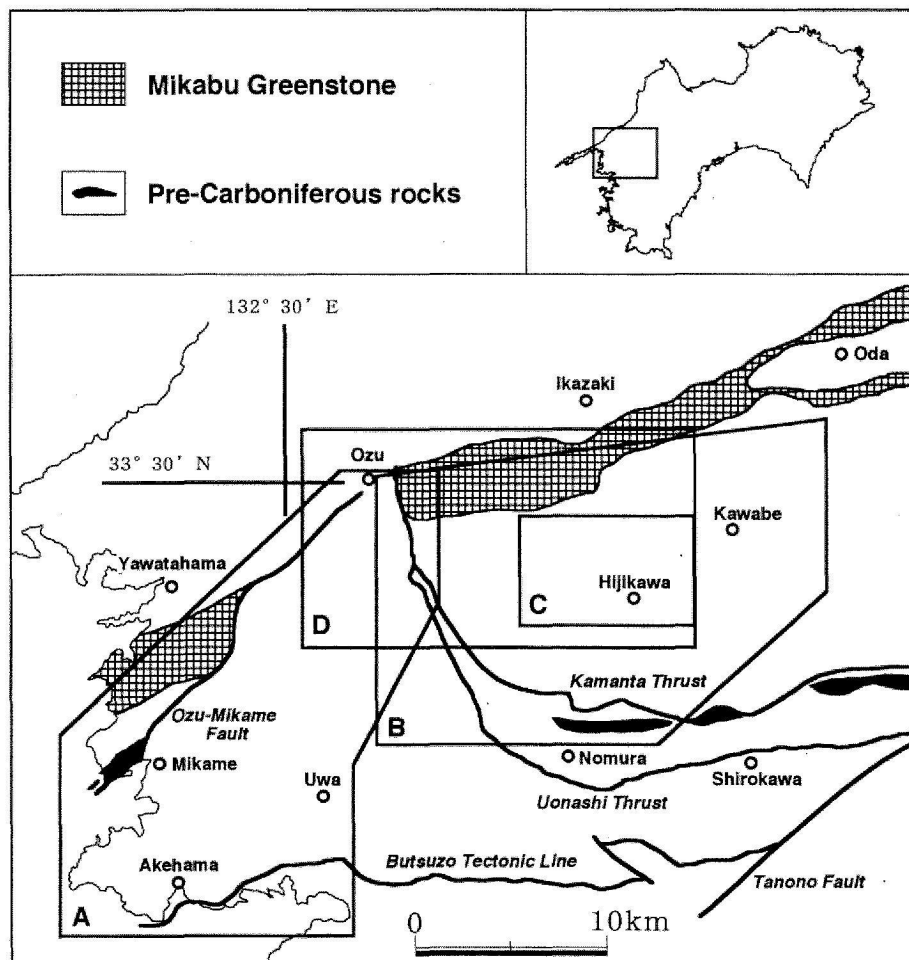 Mikabu Greenstone
Pre-Carboniferous rocks
132° 30′ E
Oda
Ikazaki
Ozu
33° 30′ N
Kawabe
Yawatahama
Hijikawa
C
D
Kamanta Thrust
Ozu-Mikame
Fault
B
Mikame
Nomura
Shirokawa
Uwa
Uonashi Thrust
Akehama
Butsuzo Tectonic Line
Tanono Fault
A
0
10km